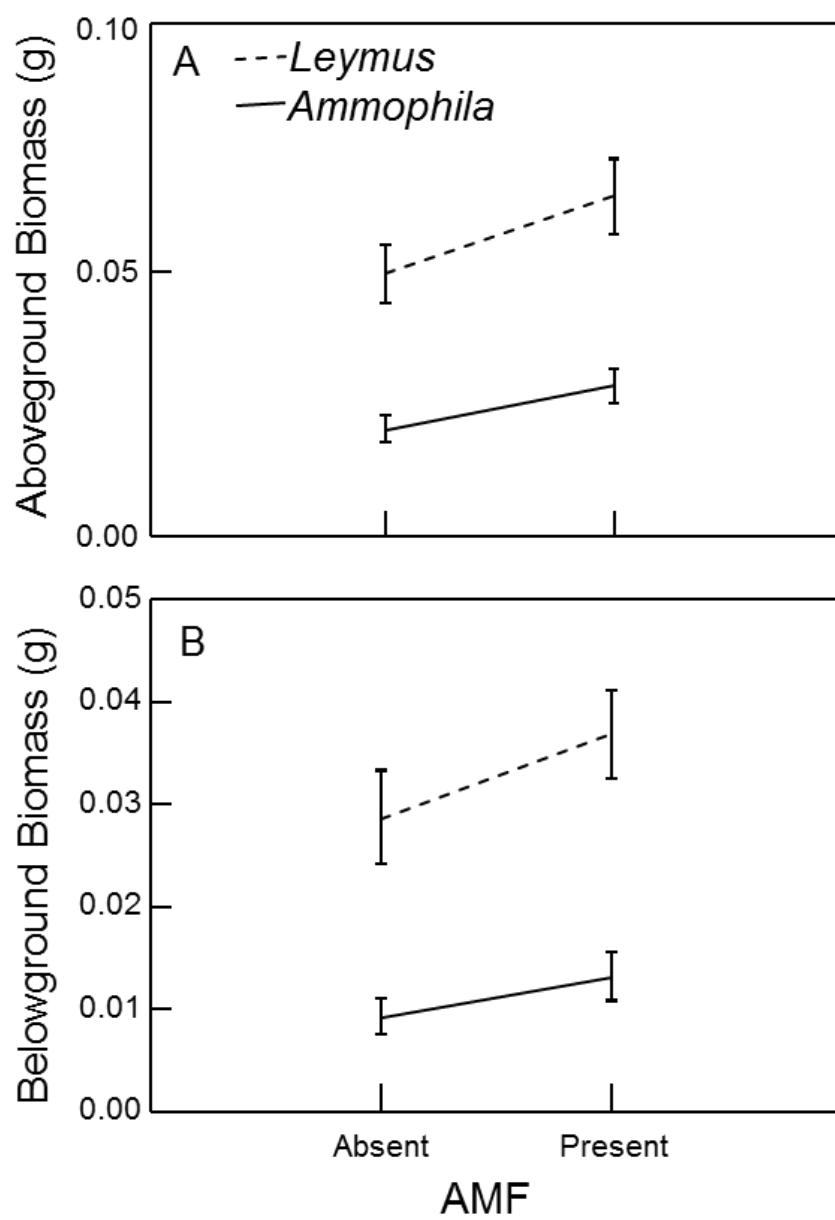 0.10
A
Leymus
Ammophila
Aboveground Biomass (g)
0.05
0.00
0.05
B
0.04
Belowground Biomass (g)
0.03
0.02
0.01
0.00
Absent Present
AMF